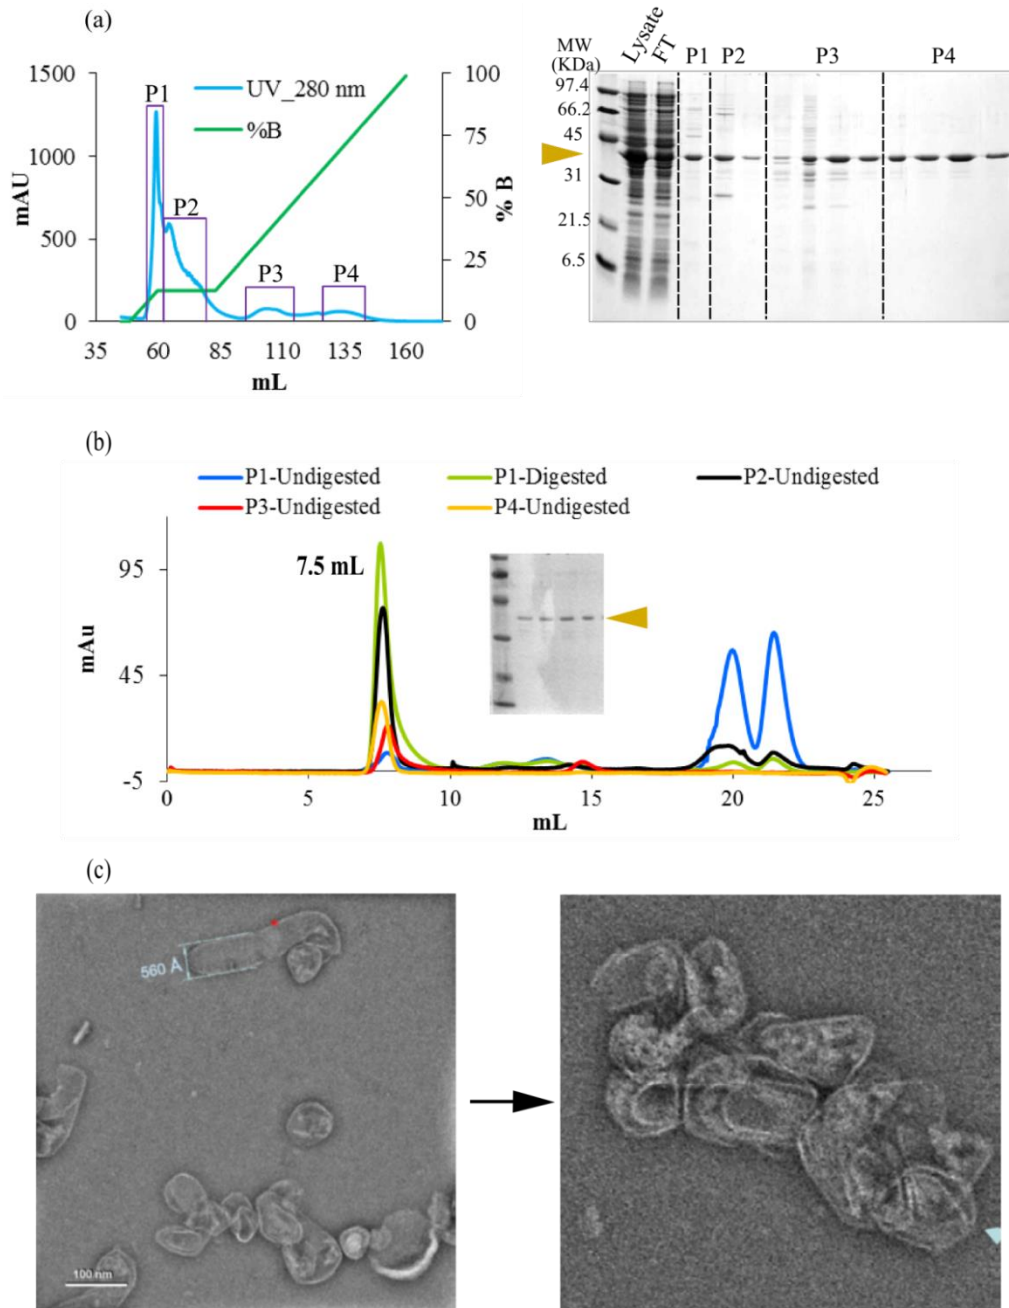 (a)
1500
1000
500
0
mAU
P1
P2
P3
P4
UV_280 nm
%B
100
75
50
25
0
% B
35 60 85 110 135 160
mL
MW
(KDa)
Lysate
FT
P1 P2 P3 P4
97.4
66.2
45
31
21.5
6.5
(b)
P1-Undigested P1-Digested P2-Undigested
P3-Undigested P4-Undigested
95
45
-5
mAu
7.5 mL
0 5 10 15 20 25
mL
(c)
560 Å
100 nm